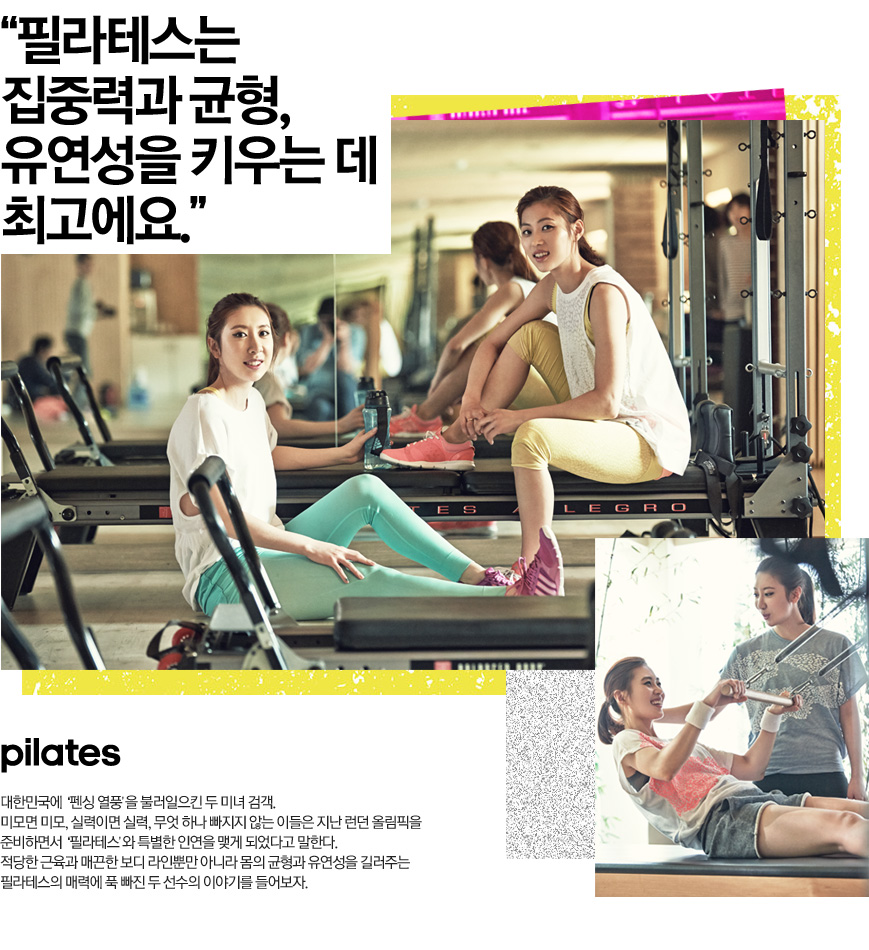 “필라테스는
집중력과 균형,
유연성을 키우는 데
최고에요.”
TES A LEGRO
BALANCED BODY
pilates
대한민국에 ‘펜싱 열풍’을 불러일으킨 두 미녀 검객.
미모면 미모, 실력이면 실력, 무엇 하나 빠지지 않는 이들은 지난 런던 올림픽을
준비하면서 ‘필라테스’와 특별한 인연을 맺게 되었다고 말한다.
적당한 근육과 매끈한 보디 라인뿐만 아니라 몸의 균형과 유연성을 길러주는
필라테스의 매력에 푹 빠진 두 선수의 이야기를 들어보자.